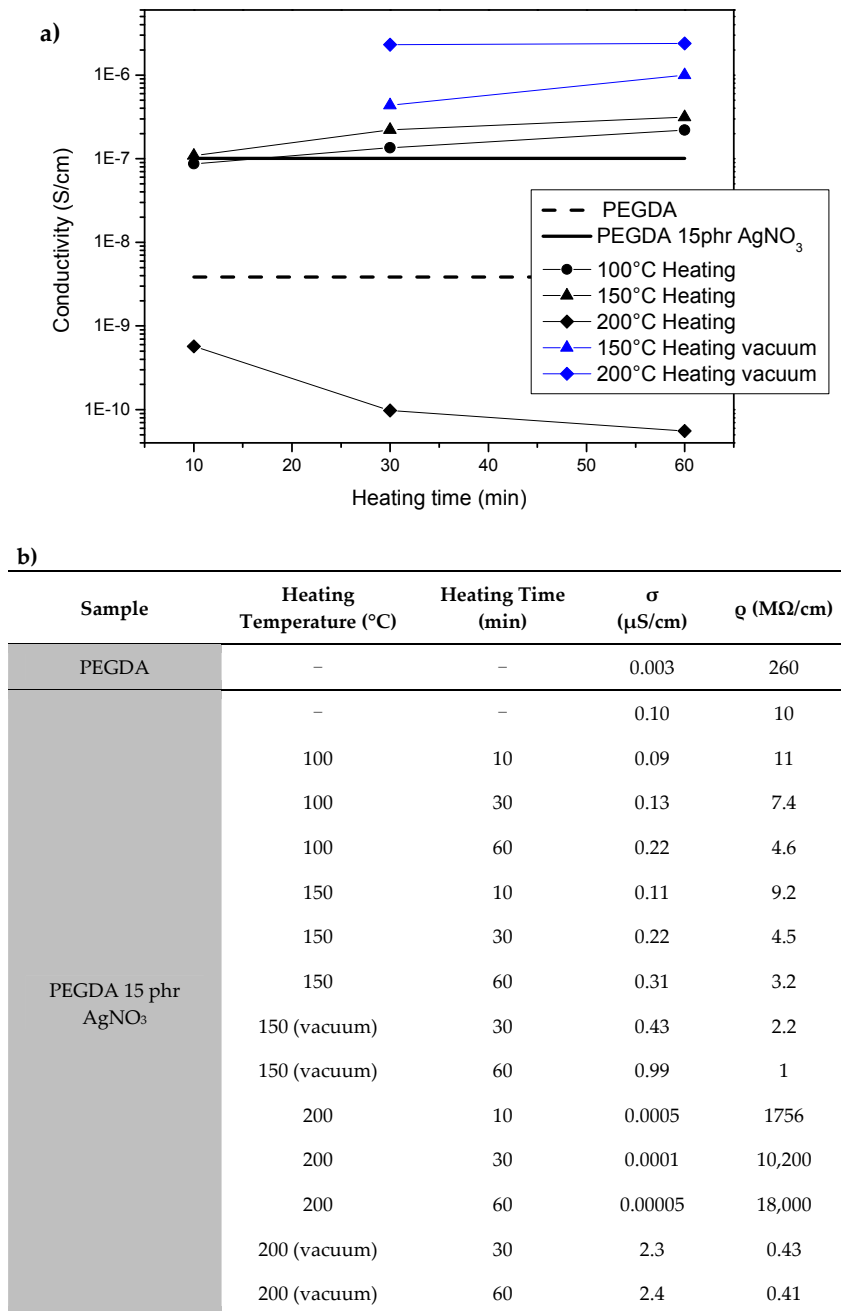 a)
Conductivity (S/cm)
1E-6
1E-7
1E-8
1E-9
1E-10
PEGDA
PEGDA 15phr AgNO₃
100°C Heating
150°C Heating
200°C Heating
150°C Heating vacuum
200°C Heating vacuum
10 20 30 40 50 60
Heating time (min)
b)
Sample Heating Temperature (°C) Heating Time (min) σ (μS/cm) ϱ (MΩ/cm)
PEGDA – – 0.003 260
PEGDA 15 phr AgNO₃
– – 0.10 10
100 10 0.09 11
100 30 0.13 7.4
100 60 0.22 4.6
150 10 0.11 9.2
150 30 0.22 4.5
150 60 0.31 3.2
150 (vacuum) 30 0.43 2.2
150 (vacuum) 60 0.99 1
200 10 0.0005 1756
200 30 0.0001 10,200
200 60 0.00005 18,000
200 (vacuum) 30 2.3 0.43
200 (vacuum) 60 2.4 0.41